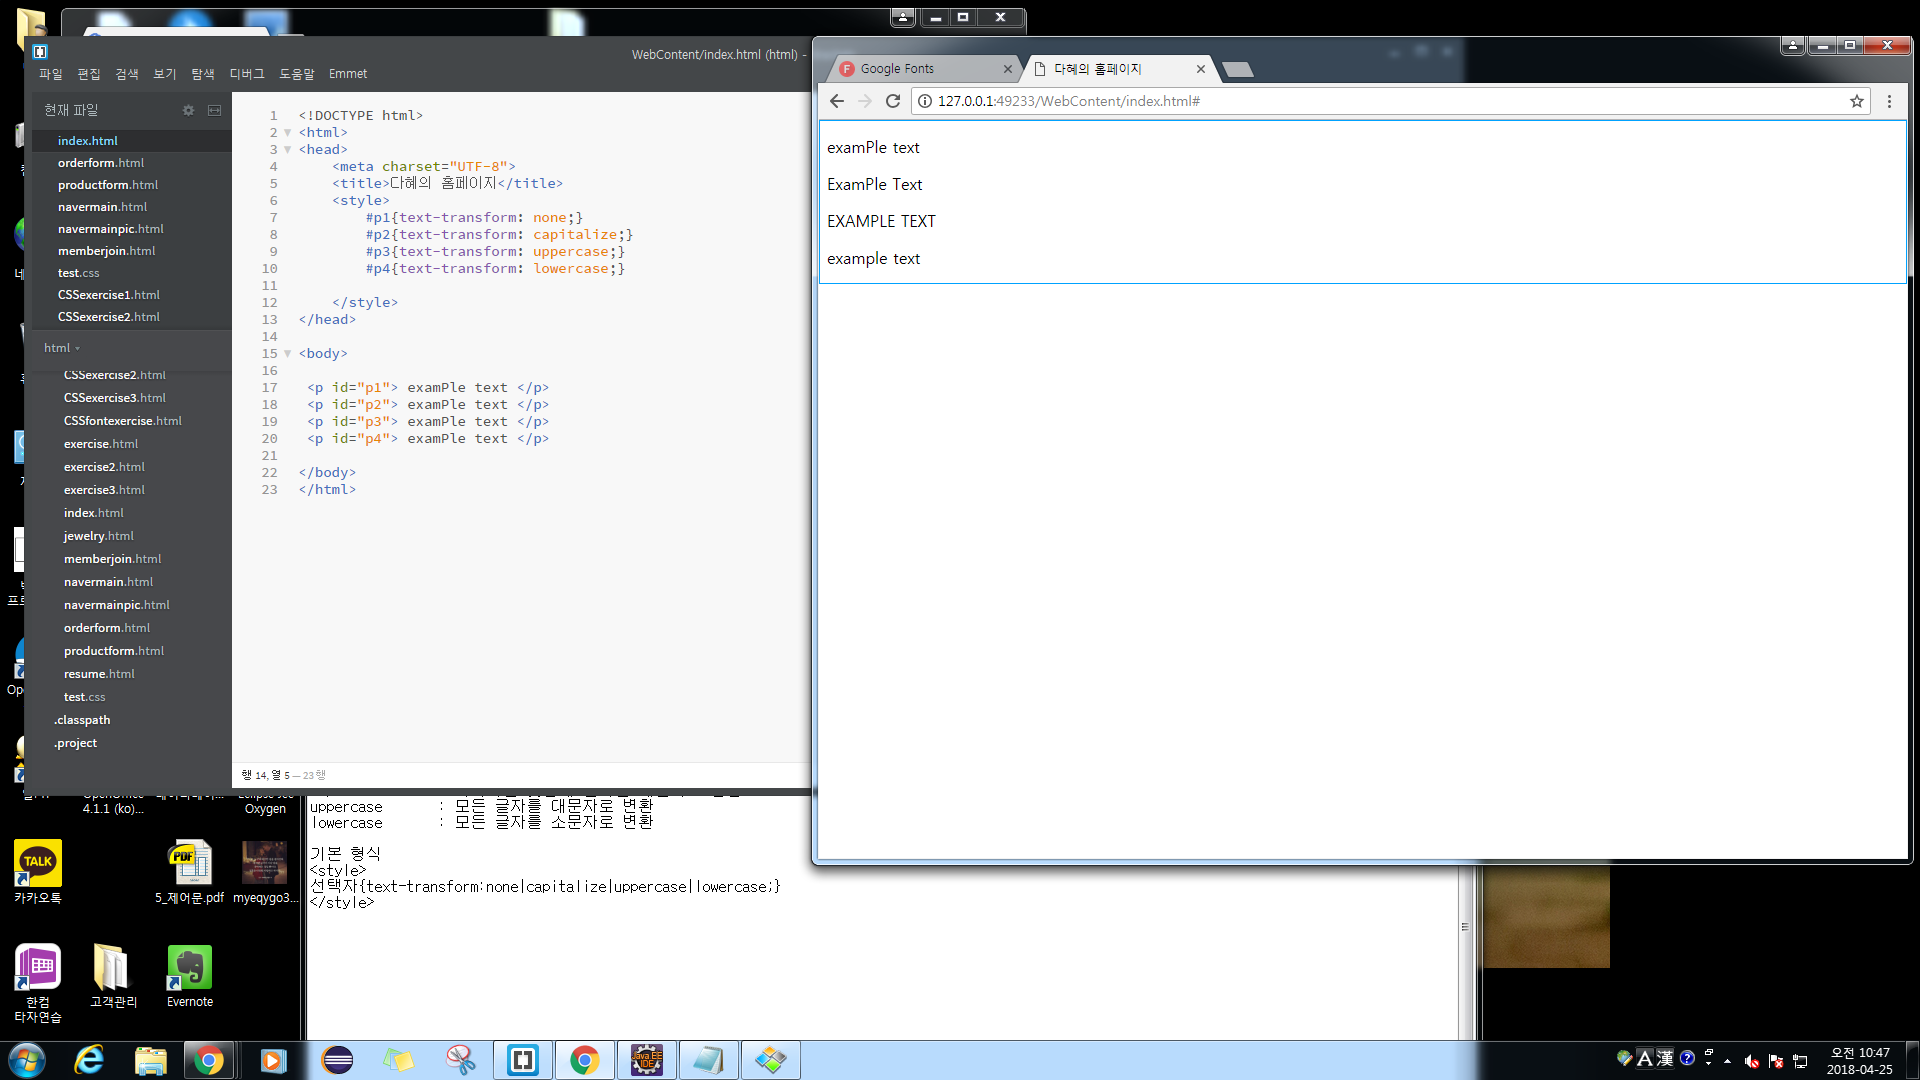 WebContent/index.html (html) -
파일 편집 검색 보기 탐색 디버그 도움말 Emmet
현재 파일
index.html
orderform.html
productform.html
navermain.html
navermainpic.html
memberjoin.html
test.css
CSSexercise1.html
CSSexercise2.html
html
CSSexercise2.html
CSSexercise3.html
CSSfontexercise.html
exercise.html
exercise2.html
exercise3.html
index.html
jewelry.html
memberjoin.html
navermain.html
navermainpic.html
orderform.html
productform.html
resume.html
test.css
.classpath
.project
1 <!DOCTYPE html>
2 <html>
3 <head>
4 <meta charset="UTF-8">
5 <title>다혜의 홈페이지</title>
6 <style>
7 #p1{text-transform: none;}
8 #p2{text-transform: capitalize;}
9 #p3{text-transform: uppercase;}
10 #p4{text-transform: lowercase;}
11
12 </style>
13 </head>
14
15 <body>
16
17 <p id="p1"> examPle text </p>
18 <p id="p2"> examPle text </p>
19 <p id="p3"> examPle text </p>
20 <p id="p4"> examPle text </p>
21
22 </body>
23 </html>
행 14, 열 5 — 23 행
Google Fonts
다혜의 홈페이지
127.0.0.1:49233/WebContent/index.html#
examPle text
ExamPle Text
EXAMPLE TEXT
example text
uppercase : 모든 글자를 대문자로 변환
lowercase : 모든 글자를 소문자로 변환
기본 형식
<style>
선택자{text-transform:none|capitalize|uppercase|lowercase;}
</style>
4.1.1 (ko)...
Oxygen
TALK
카카오톡
PDF
5_제어문.pdf
myeqygo3...
한컴
타자연습
고객관리
Evernote
Java EE
IDE
A 漢
오전 10:47
2018-04-25